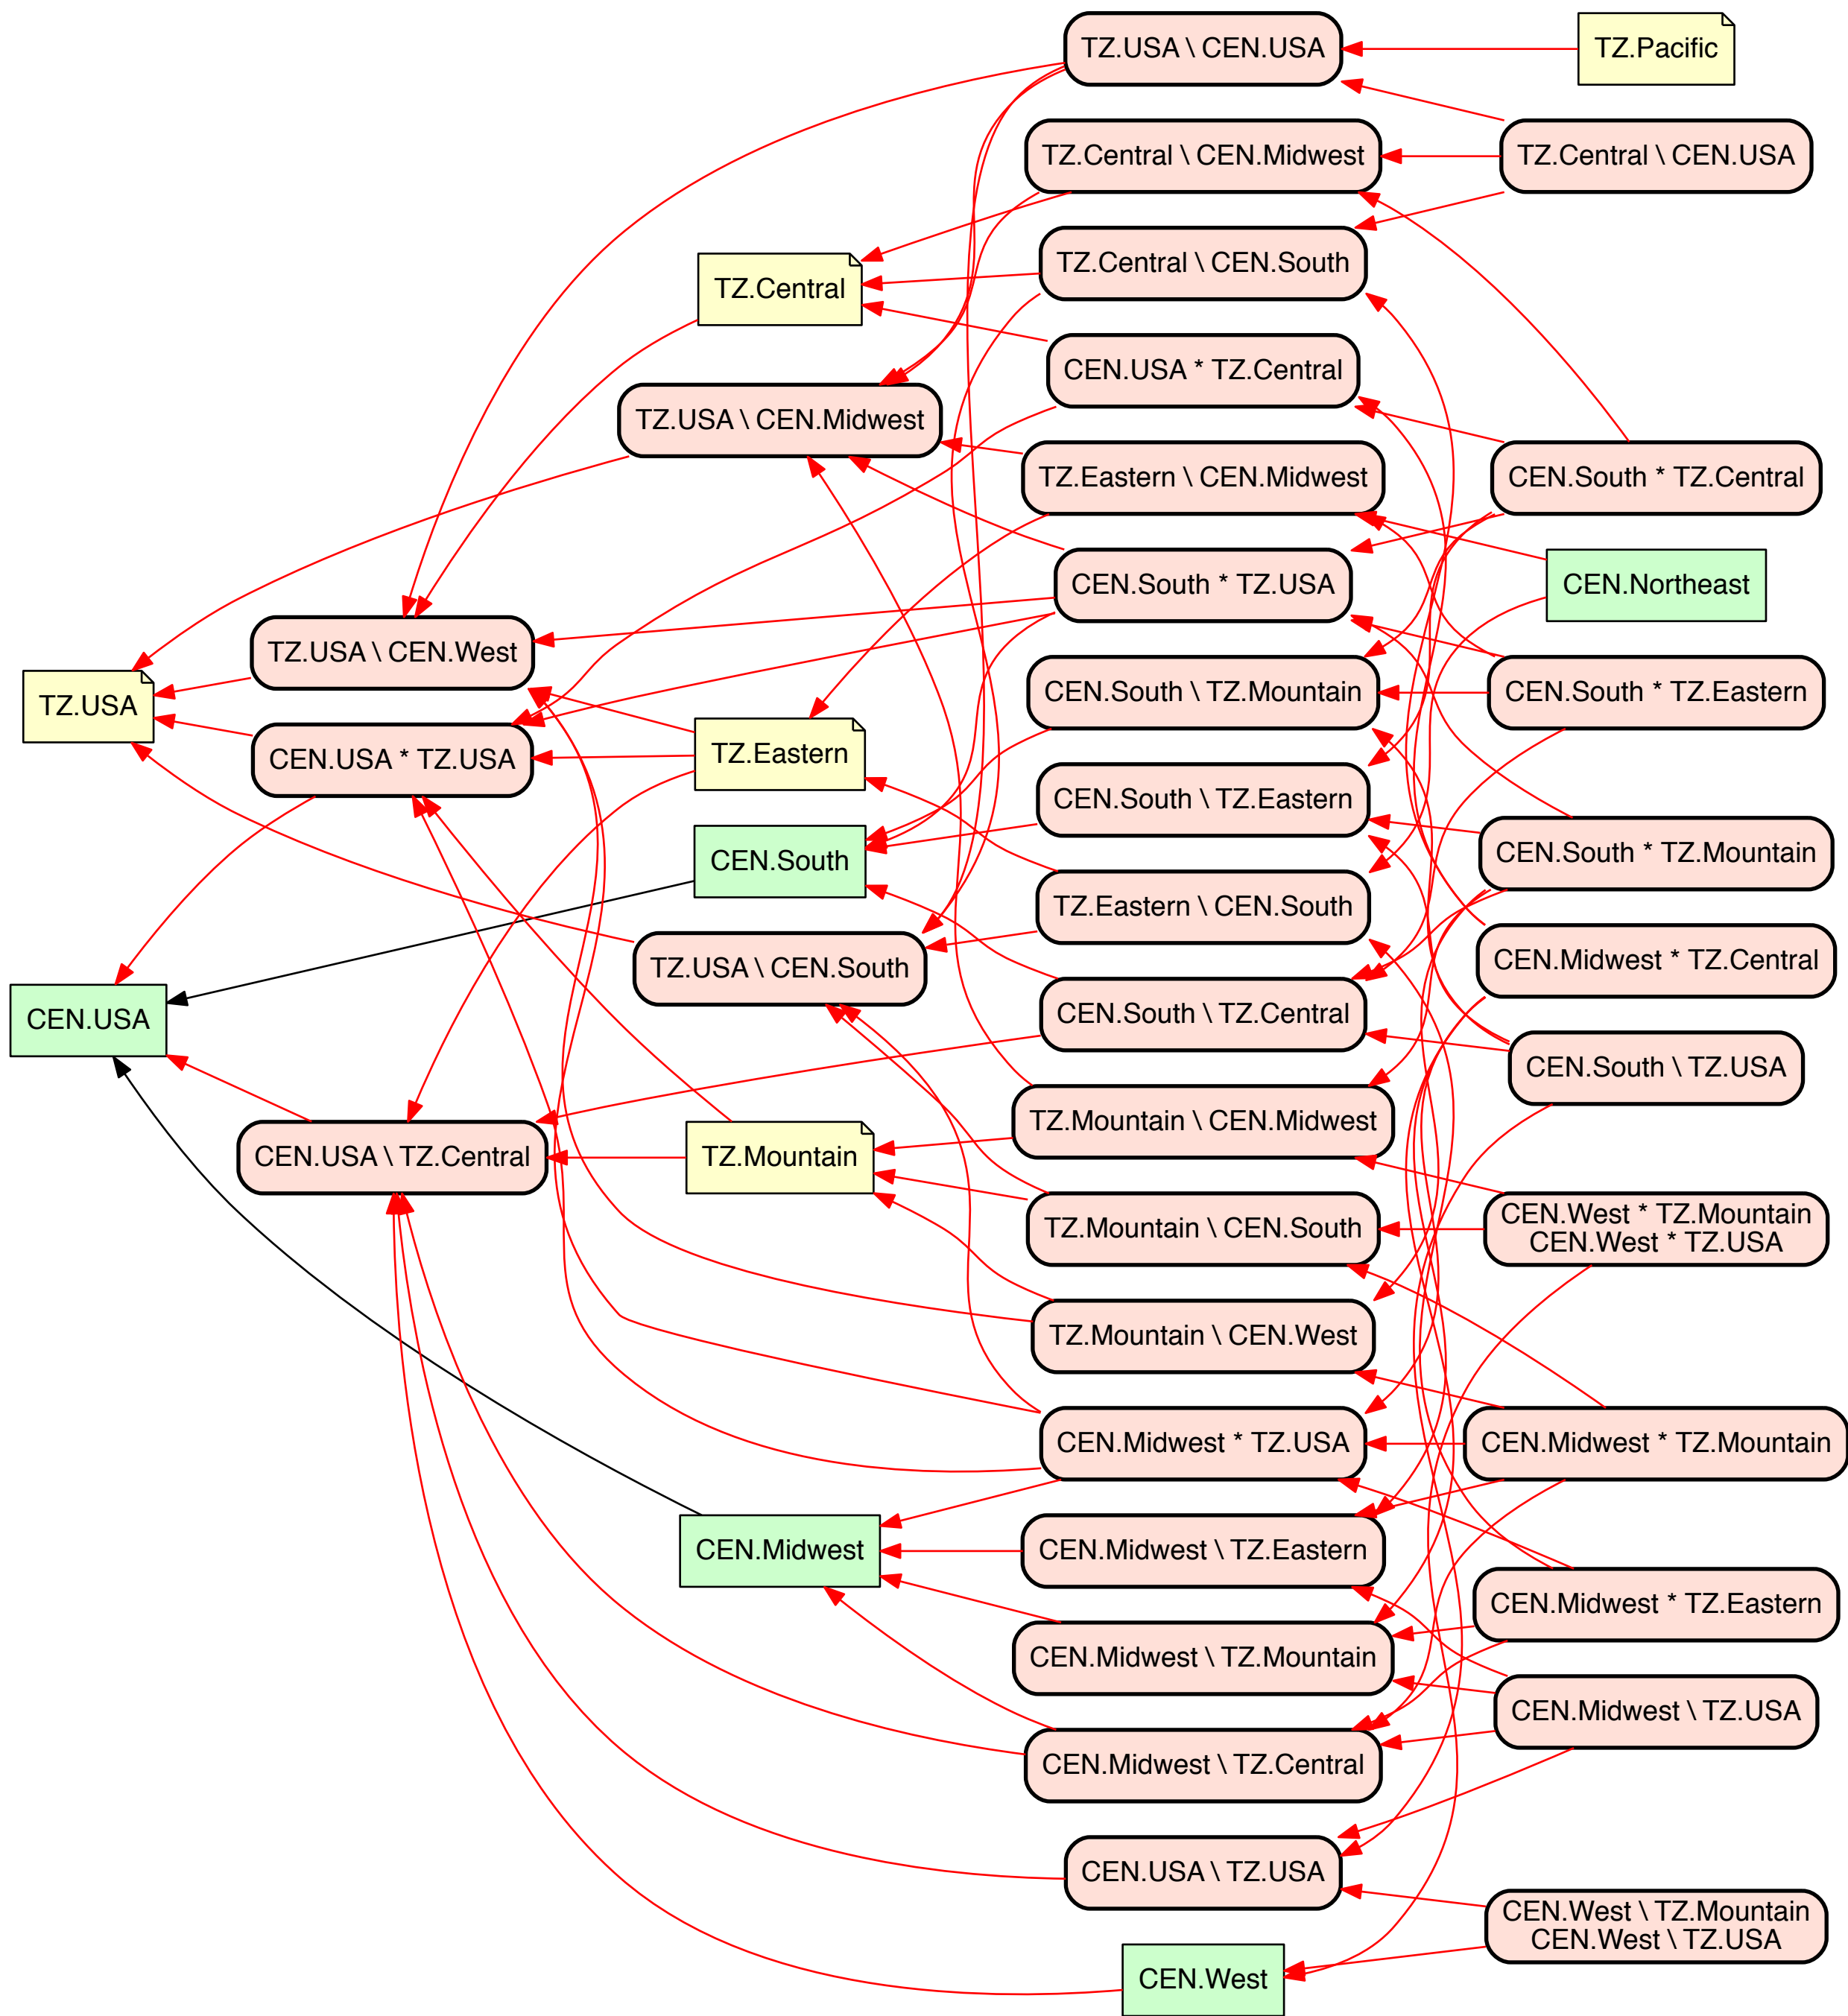 TZ.USA \ CEN.USA
TZ.Pacific
TZ.Central \ CEN.Midwest
TZ.Central \ CEN.USA
TZ.Central \ CEN.South
TZ.Central
CEN.USA * TZ.Central
TZ.USA \ CEN.Midwest
TZ.Eastern \ CEN.Midwest
CEN.South * TZ.Central
CEN.South * TZ.USA
CEN.Northeast
TZ.USA \ CEN.West
TZ.USA
CEN.South \ TZ.Mountain
CEN.South * TZ.Eastern
CEN.USA * TZ.USA
TZ.Eastern
CEN.South \ TZ.Eastern
CEN.South
CEN.South * TZ.Mountain
TZ.Eastern \ CEN.South
TZ.USA \ CEN.South
CEN.Midwest * TZ.Central
CEN.USA
CEN.South \ TZ.Central
CEN.South \ TZ.USA
TZ.Mountain \ CEN.Midwest
CEN.USA \ TZ.Central
TZ.Mountain
TZ.Mountain \ CEN.South
CEN.West * TZ.Mountain
CEN.West * TZ.USA
TZ.Mountain \ CEN.West
CEN.Midwest * TZ.USA
CEN.Midwest * TZ.Mountain
CEN.Midwest
CEN.Midwest \ TZ.Eastern
CEN.Midwest * TZ.Eastern
CEN.Midwest \ TZ.Mountain
CEN.Midwest \ TZ.USA
CEN.Midwest \ TZ.Central
CEN.USA \ TZ.USA
CEN.West \ TZ.Mountain
CEN.West \ TZ.USA
CEN.West